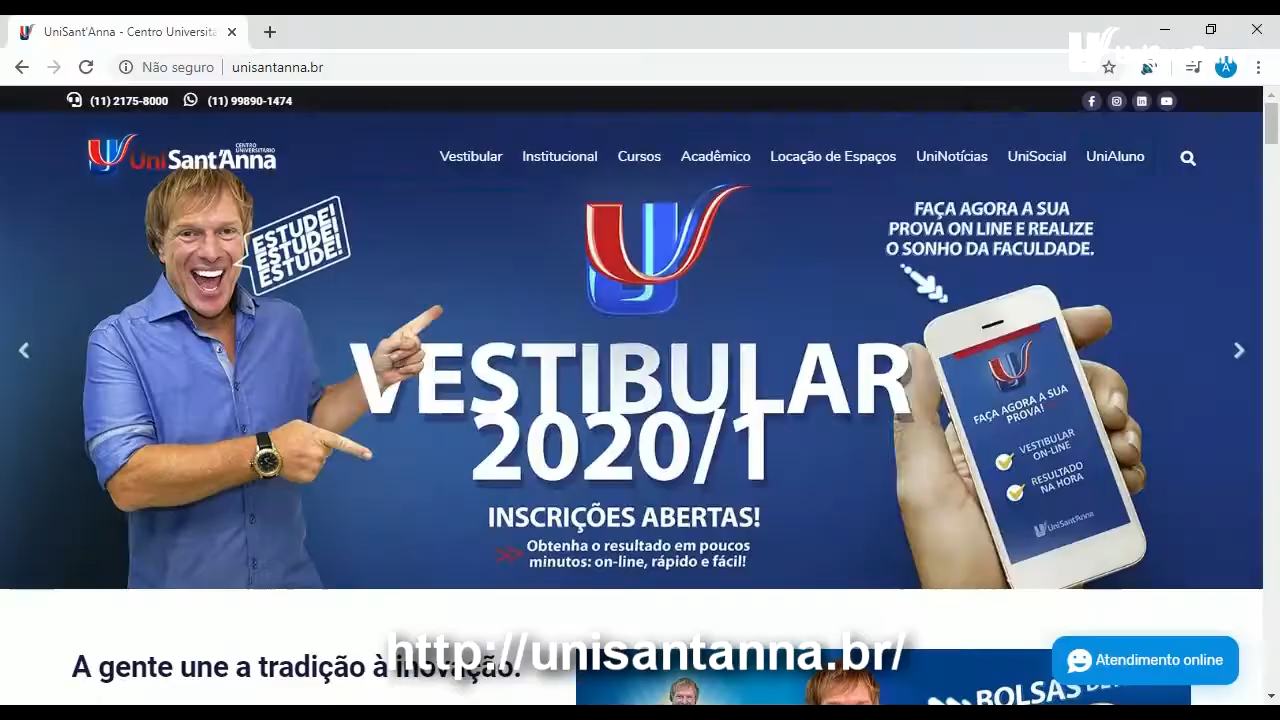 UniSant'Anna - Centro Universitá
Não seguro
unisantanna.br
A
(11) 2175-8000
(11) 99890-1474
CENTRO
UNIVERSITÁRIO
UniSant'Anna
Vestibular
Institucional
Cursos
Acadêmico
Locação de Espaços
UniNotícias
UniSocial
UniAluno
ESTUDE!
ESTUDE!
ESTUDE!
FAÇA AGORA A SUA
PROVA ON LINE E REALIZE
O SONHO DA FACULDADE.
VESTIBULAR
2020/1
INSCRIÇÕES ABERTAS!
>>> Obtenha o resultado em poucos
minutos: on-line, rápido e fácil!
FAÇA AGORA A SUA
PROVA!
VESTIBULAR
ON-LINE
RESULTADO
NA HORA
UniSant'Anna
A gente une a tradição à inovação.
http://unisantanna.br/
BOLSAS
Atendimento online